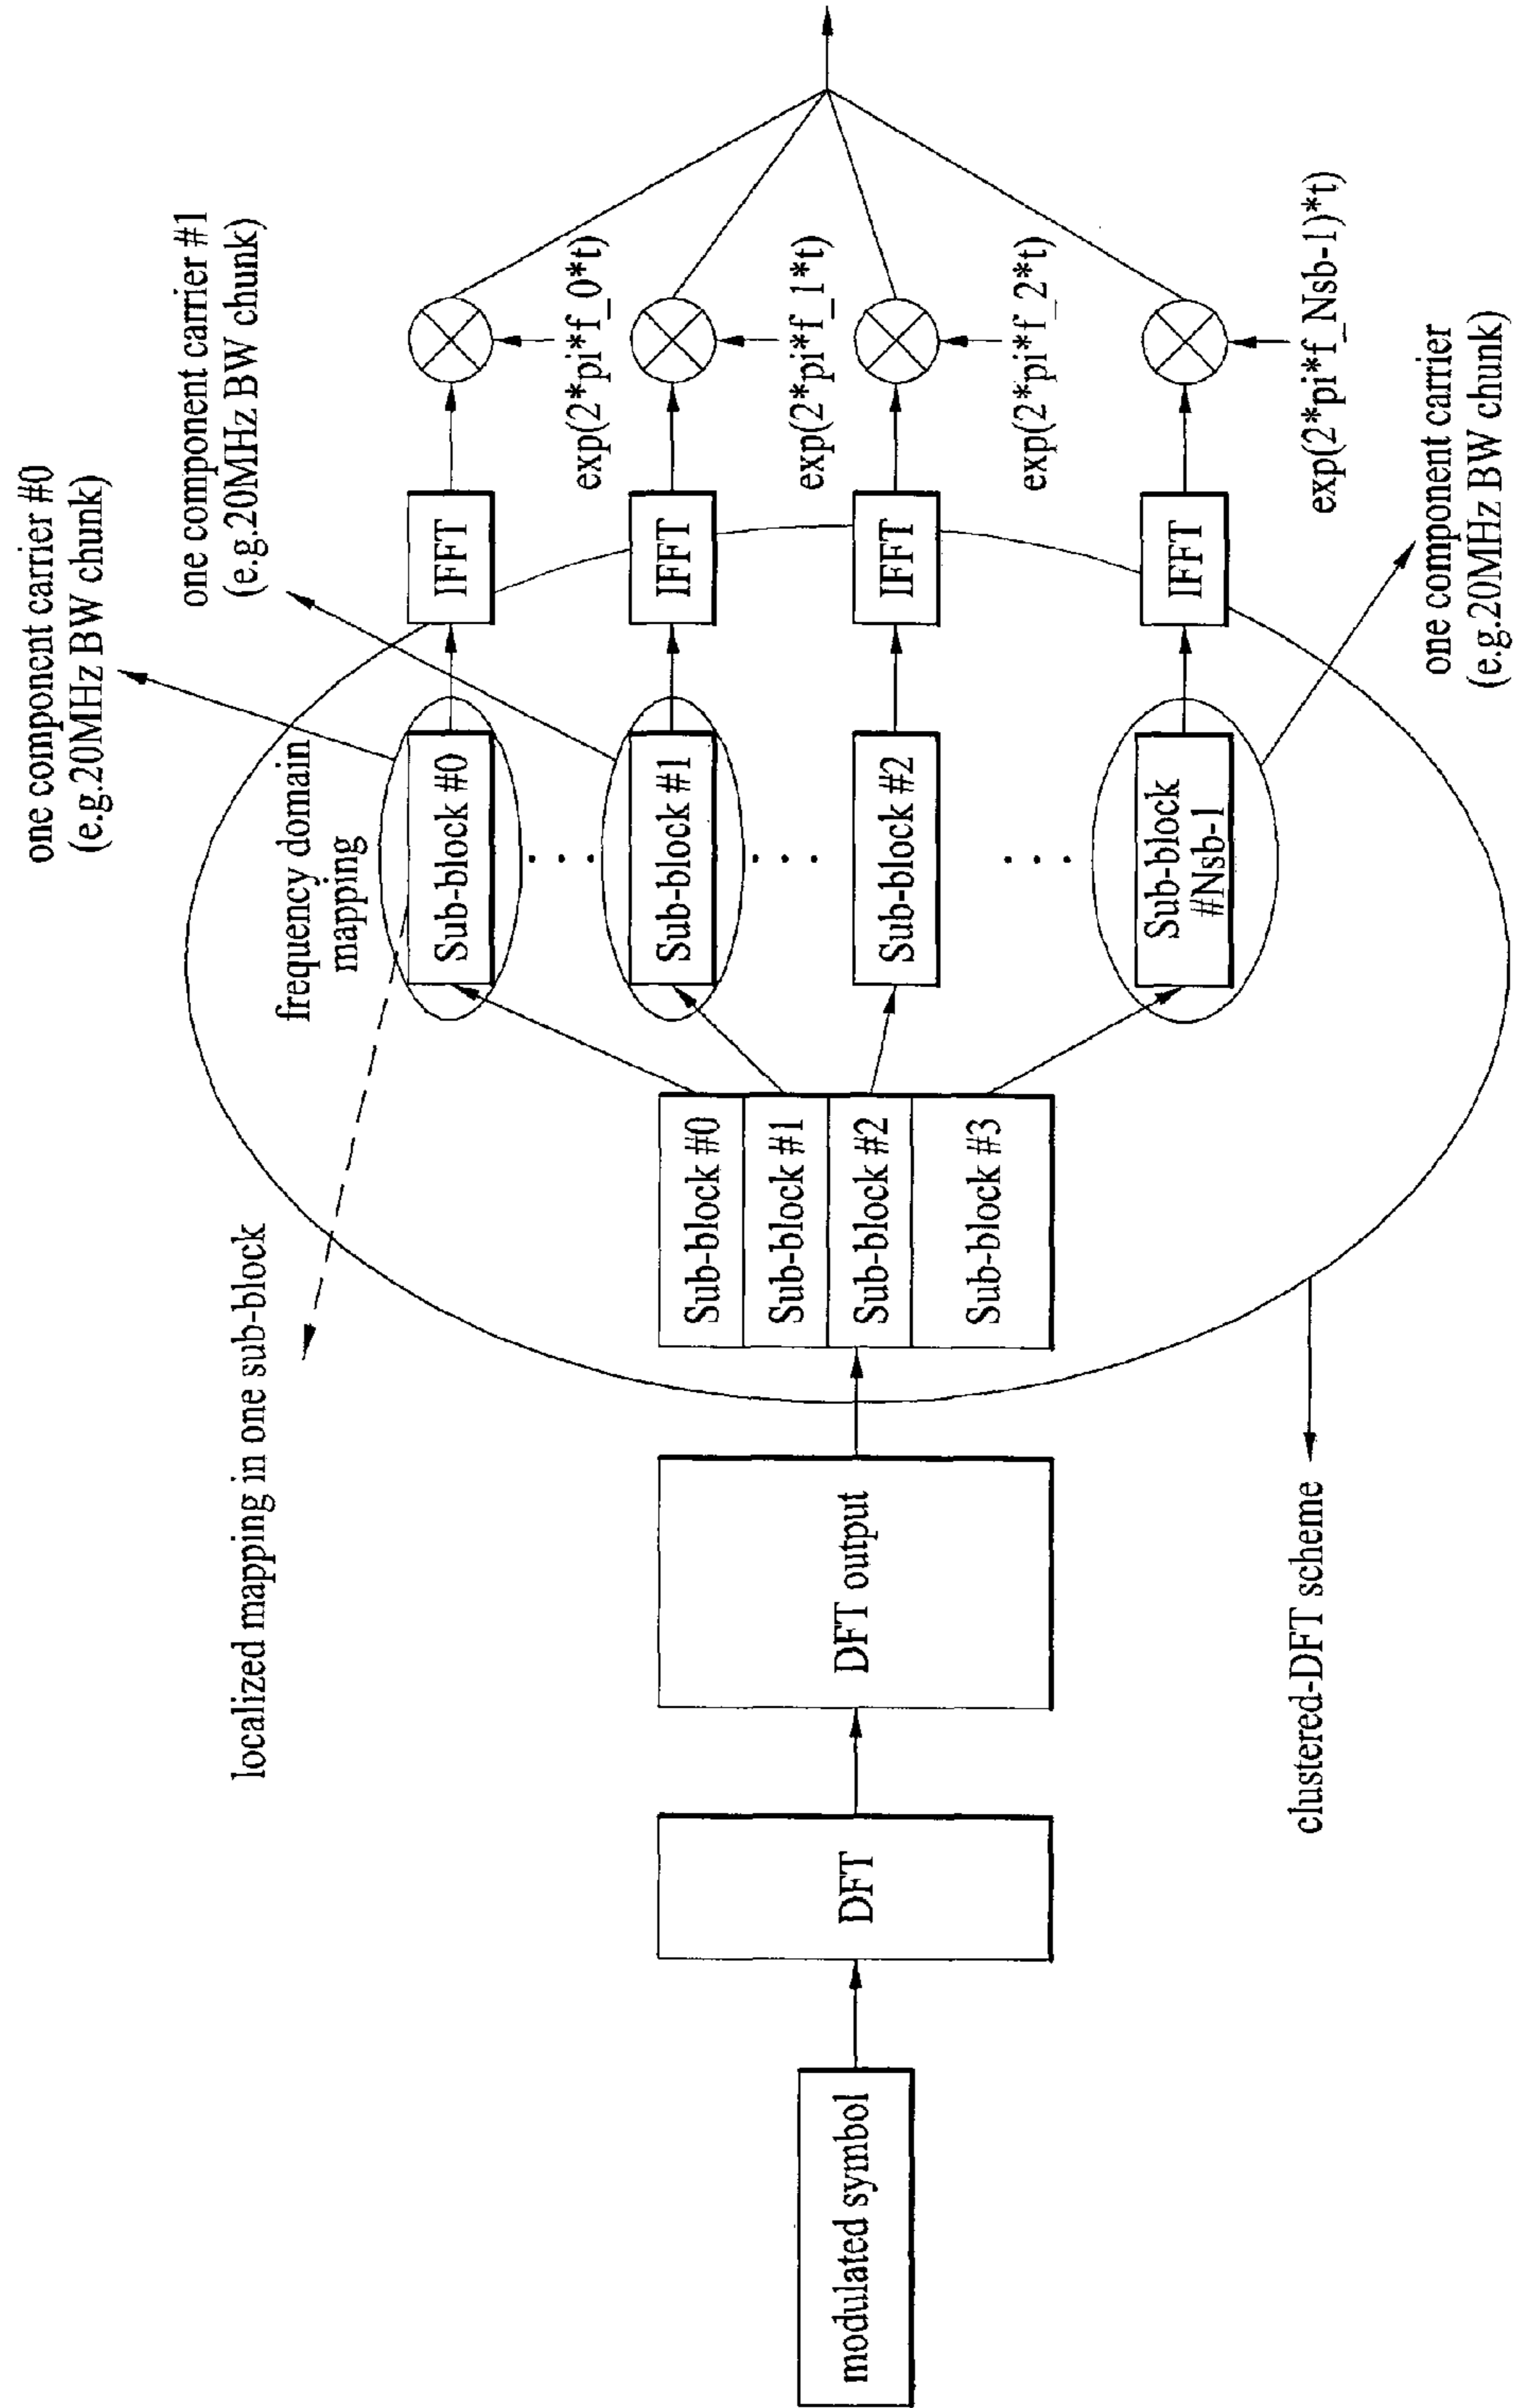 modulated symbol
DFT
DFT output
Sub-block #0
Sub-block #1
Sub-block #2
Sub-block #3
localized mapping in one sub-block
clustered-DFT scheme
frequency domain
mapping
Sub-block #0
Sub-block #1
Sub-block #2
Sub-block
#Nsb-1
one component carrier #0
(e.g.20MHz BW chunk)
one component carrier #1
(e.g.20MHz BW chunk)
one component carrier
(e.g.20MHz BW chunk)
IFFT
IFFT
IFFT
IFFT
exp(2*pi*f_0*t)
exp(2*pi*f_1*t)
exp(2*pi*f_2*t)
exp(2*pi*f_Nsb-1)*t)